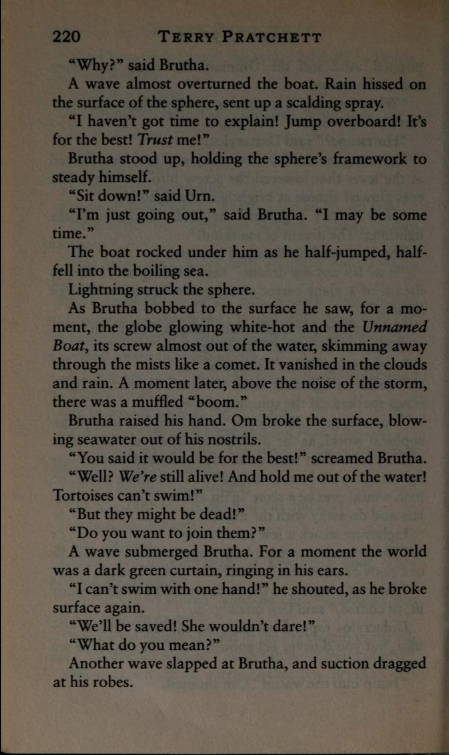 220 TERRY PRATCHETT
“Why?” said Brutha.
A wave almost overturned the boat. Rain hissed on
the surface of the sphere, sent up a scalding spray.
“I haven’t got time to explain! Jump overboard! It’s
for the best! Trust me!”
Brutha stood up, holding the sphere’s framework to
steady himself.
“Sit down!” said Urn.
“I’m just going out,” said Brutha. “I may be some
time.”
The boat rocked under him as he half-jumped, half-
fell into the boiling sea.
Lightning struck the sphere.
As Brutha bobbed to the surface he saw, for a mo-
ment, the globe glowing white-hot and the Unnamed
Boat, its screw almost out of the water, skimming away
through the mists like a comet. It vanished in the clouds
and rain. A moment later, above the noise of the storm,
there was a muffled “boom.”
Brutha raised his hand. Om broke the surface, blow-
ing seawater out of his nostrils.
“You said it would be for the best!” screamed Brutha.
“Well? We’re still alive! And hold me out of the water!
Tortoises can’t swim!”
“But they might be dead!”
“Do you want to join them?”
A wave submerged Brutha. For a moment the world
was a dark green curtain, ringing in his ears.
“I can’t swim with one hand!” he shouted, as he broke
surface again.
“We’ll be saved! She wouldn’t dare!”
“What do you mean?”
Another wave slapped at Brutha, and suction dragged
at his robes.